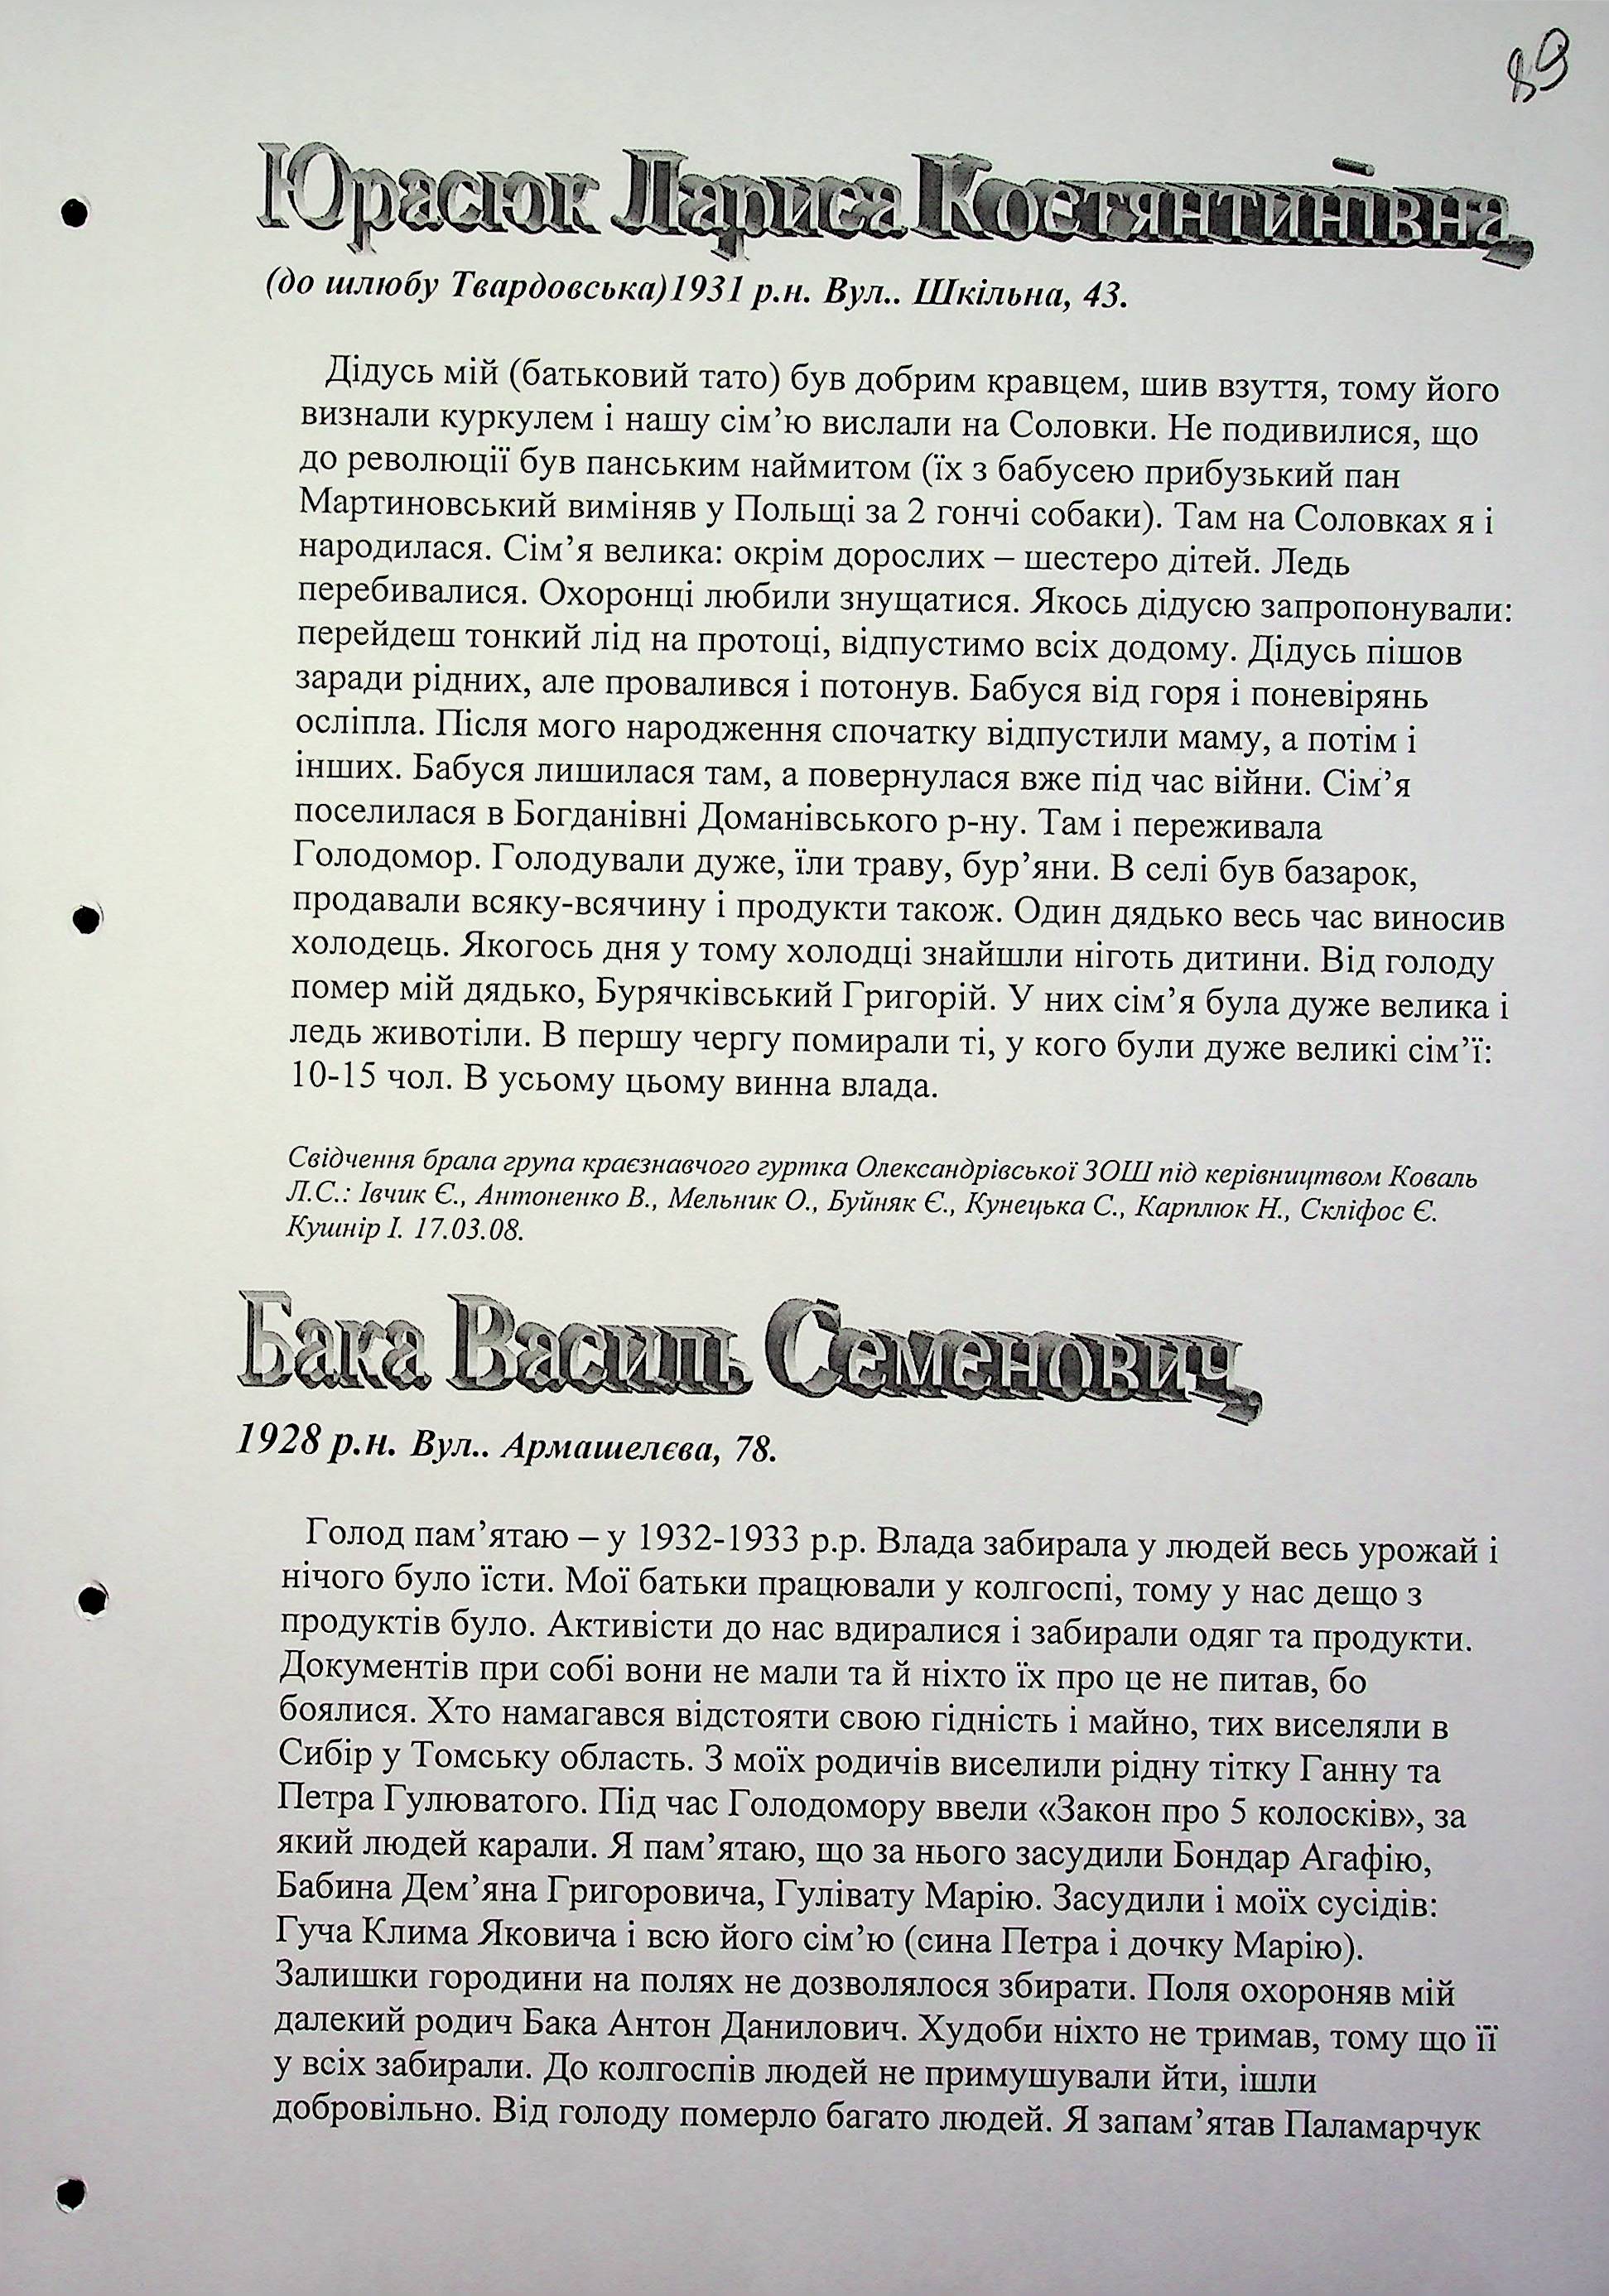 89
Юрасюк Лариса Костянтинівна
(до шлюбу Твардовська)1931 р.н. Вул.. Шкільна, 43.
Дідусь мій (батьковий тато) був добрим кравцем, шив взуття, тому його
визнали куркулем і нашу сім’ю вислали на Соловки. Не подивилися, що
до революції був панським наймитом (їх з бабусею прибузький пан
Мартиновський виміняв у Польщі за 2 гончі собаки). Там на Соловках я і
народилася. Сім’я велика: окрім дорослих – шестеро дітей. Ледь
перебивалися. Охоронці любили знущатися. Якось дідусю запропонували:
перейдеш тонкий лід на протоці, відпустимо всіх додому. Дідусь пішов
заради рідних, але провалився і потонув. Бабуся від горя і поневірянь
осліпла. Після мого народження спочатку відпустили маму, а потім і
інших. Бабуся лишилася там, а повернулася вже під час війни. Сім’я
поселилася в Богданівні Доманівського р-ну. Там і переживала
Голодомор. Голодували дуже, їли траву, бур’яни. В селі був базарок,
продавали всяку-всячину і продукти також. Один дядько весь час виносив
холодець. Якогось дня у тому холодці знайшли ніготь дитини. Від голоду
помер мій дядько, Бурячківський Григорій. У них сім’я була дуже велика і
ледь животіли. В першу чергу помирали ті, у кого були дуже великі сім’ї:
10-15 чол. В усьому цьому винна влада.
Свідчення брала група краєзнавчого гуртка Олександрівської ЗОШ під керівництвом Коваль
Л.С.: Івчик Є., Антоненко В., Мельник О., Буйняк Є., Кунецька С., Карплюк Н., Скліфос Є.
Кушнір І. 17.03.08.
Бака Василь Семенович
1928 р.н. Вул.. Армашелєва, 78.
Голод пам’ятаю – у 1932-1933 р.р. Влада забирала у людей весь урожай і
нічого було їсти. Мої батьки працювали у колгоспі, тому у нас дещо з
продуктів було. Активісти до нас вдиралися і забирали одяг та продукти.
Документів при собі вони не мали та й ніхто їх про це не питав, бо
боялися. Хто намагався відстояти свою гідність і майно, тих виселяли в
Сибір у Томську область. З моїх родичів виселили рідну тітку Ганну та
Петра Гулюватого. Під час Голодомору ввели «Закон про 5 колосків», за
який людей карали. Я пам’ятаю, що за нього засудили Бондар Агафію,
Бабина Дем’яна Григоровича, Гулівату Марію. Засудили і моїх сусідів:
Гуча Клима Яковича і всю його сім’ю (сина Петра і дочку Марію).
Залишки городини на полях не дозволялося збирати. Поля охороняв мій
далекий родич Бака Антон Данилович. Худоби ніхто не тримав, тому що її
у всіх забирали. До колгоспів людей не примушували йти, ішли
добровільно. Від голоду померло багато людей. Я запам’ятав Паламарчук